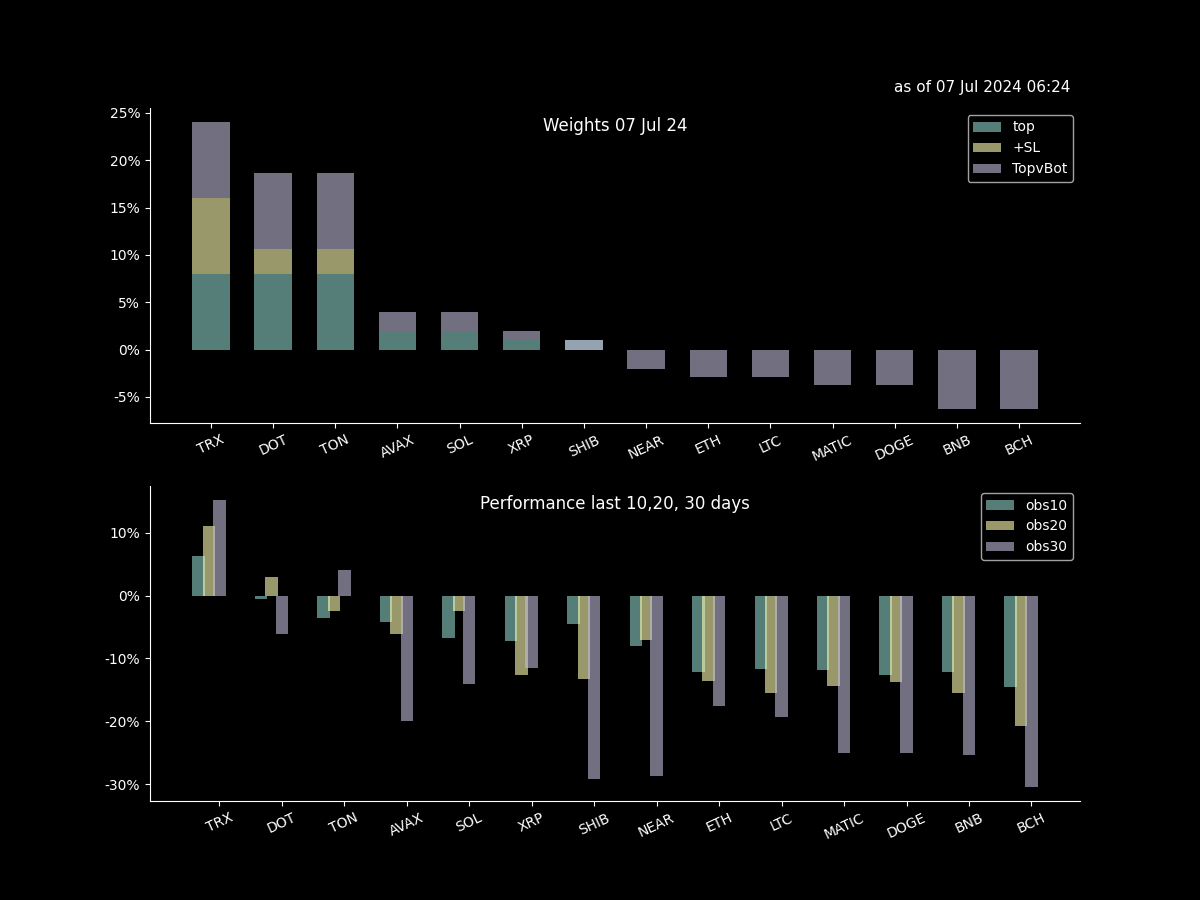 as of 07 Jul 2024 06:24
Weights 07 Jul 24
top
+SL
TopvBot
25%
20%
15%
10%
5%
0%
-5%
TRX DOT TON AVAX SOL XRP SHIB NEAR ETH LTC MATIC DOGE BNB BCH
Performance last 10,20, 30 days
obs10
obs20
obs30
10%
0%
-10%
-20%
-30%
TRX DOT TON AVAX SOL XRP SHIB NEAR ETH LTC MATIC DOGE BNB BCH